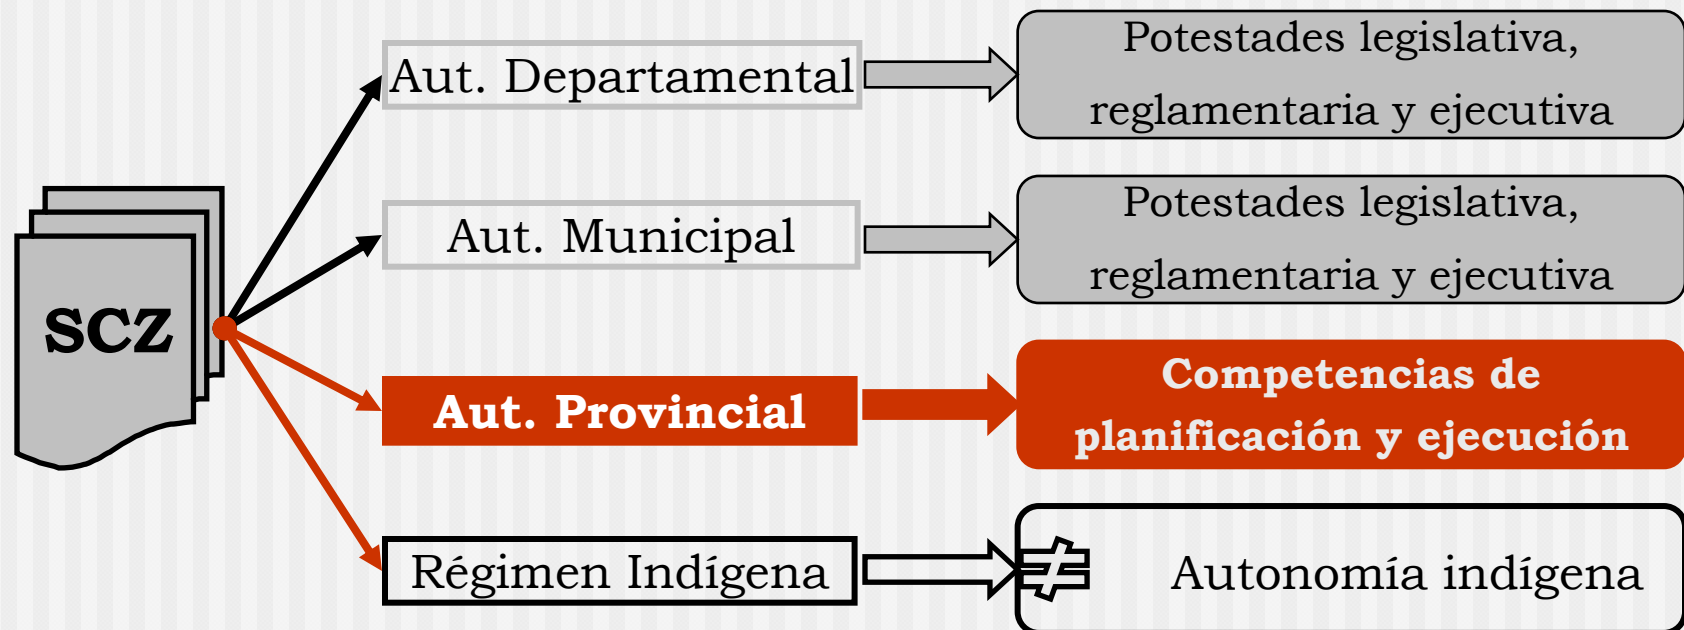 SCZ
Aut. Departamental
Potestades legislativa,
reglamentaria y ejecutiva
Aut. Municipal
Potestades legislativa,
reglamentaria y ejecutiva
Aut. Provincial
Competencias de
planificación y ejecución
Régimen Indígena
≠ Autonomía indígena